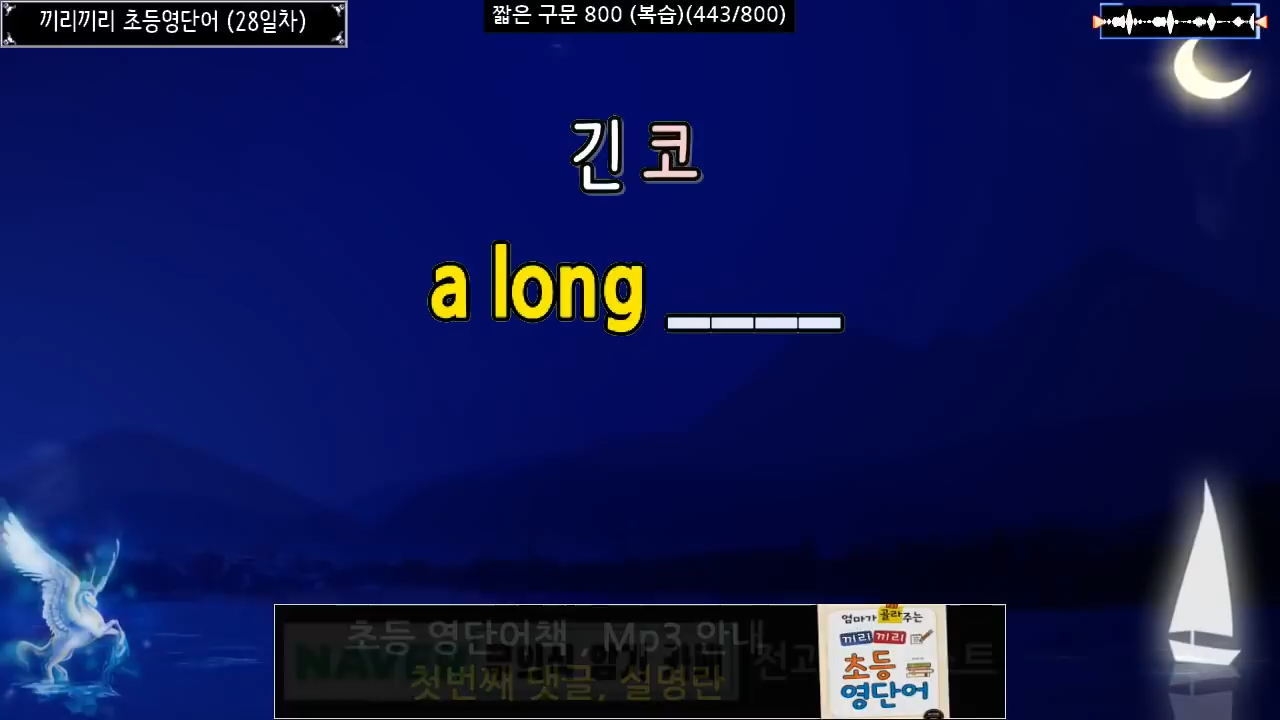 끼리끼리 초등영단어 (28일차)
짧은 구문 800 (복습)(443/800)
긴 코
a long ____
초등 영단어책, Mp3 안내
첫번째 댓글, 설명란
엄마가 골라주는
끼리끼리
초등
영단어